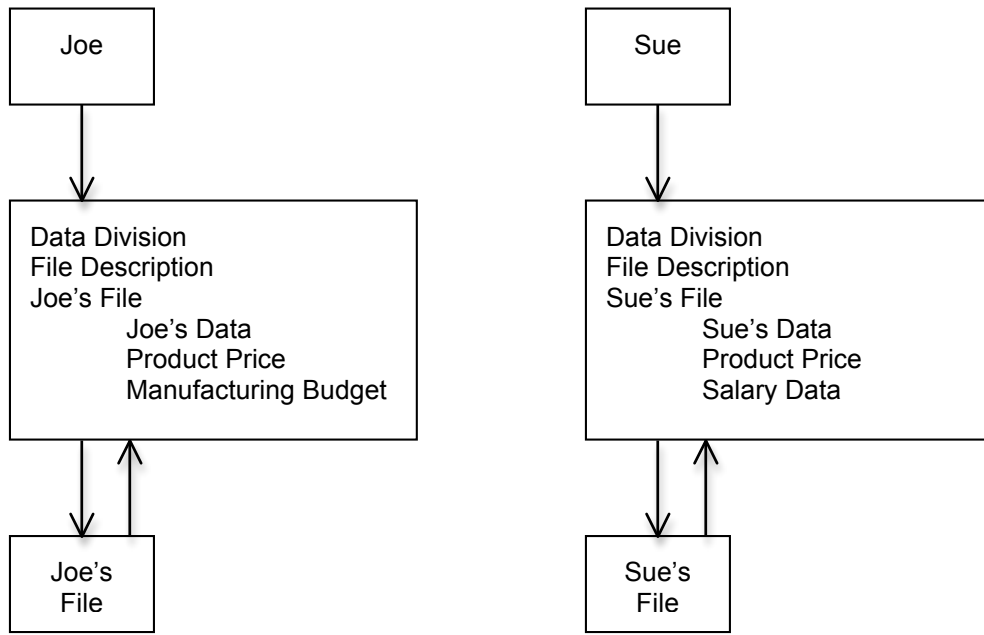 Joe
Data Division
File Description
Joe’s File
Joe’s Data
Product Price
Manufacturing Budget
Joe’s
File
Sue
Data Division
File Description
Sue’s File
Sue’s Data
Product Price
Salary Data
Sue’s
File